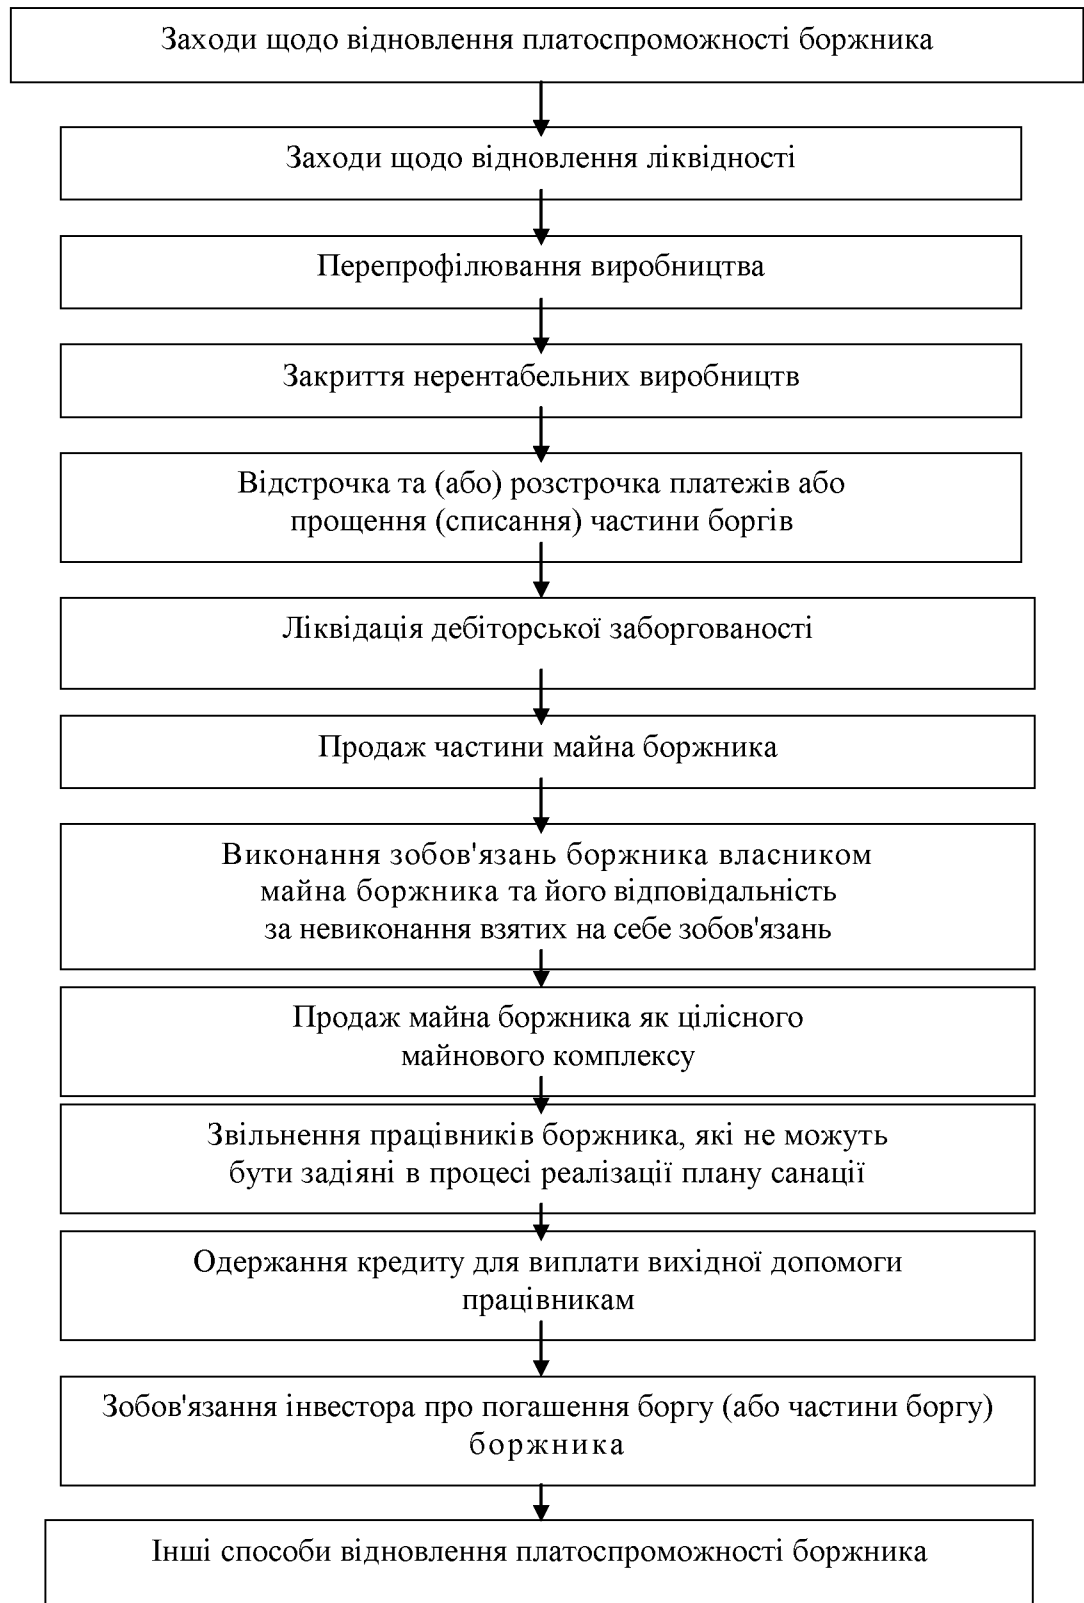 Заходи щодо відновлення платоспроможності боржника
Заходи щодо відновлення ліквідності
Перепрофілювання виробництва
Закриття нерентабельних виробництв
Відстрочка та (або) розстрочка платежів або
прощення (списання) частини боргів
Ліквідація дебіторської заборгованості
Продаж частини майна боржника
Виконання зобов'язань боржника власником
майна боржника та його відповідальність
за невиконання взятих на себе зобов'язань
Продаж майна боржника як цілісного
майнового комплексу
Звільнення працівників боржника, які не можуть
бути задіяні в процесі реалізації плану санації
Одержання кредиту для виплати вихідної допомоги
працівникам
Зобов'язання інвестора про погашення боргу (або частини боргу)
боржника
Інші способи відновлення платоспроможності боржника